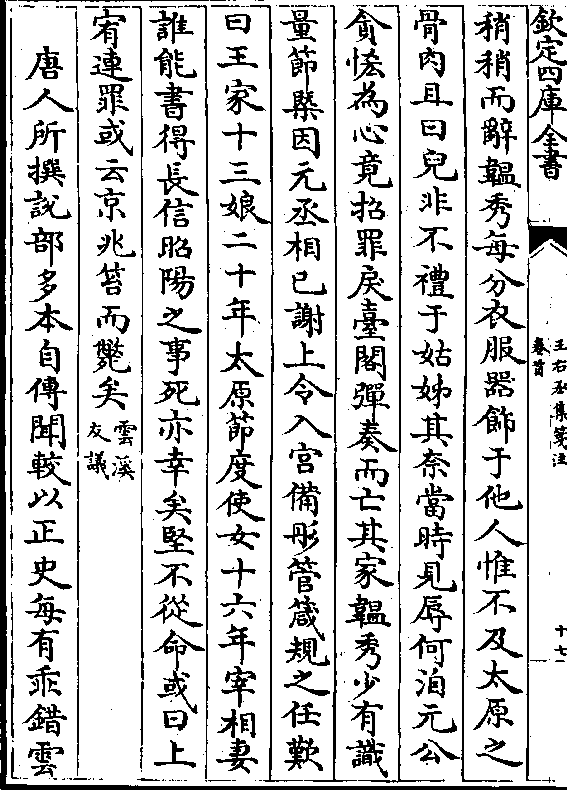 欽定四庫全書
王右丞集箋注
卷首
十七
稍稍而辭韞秀每分衣服器飾于他人惟不及太原之
骨肉且曰兒非不禮于姑姊其奈當時見辱何洎元公
貪恡為心竟招罪戾臺閣彈奏而亡其家韞秀少有識
量節槩因元丞相已謝上令入宮備彤管箴規之任歎
曰王家十三娘二十年太原節度使女十六年宰相妻
誰能書得長信昭陽之事死亦幸矣堅不從命或曰上
宥連罪或云京兆笞而斃矣雲溪
友議
唐人所撰說部多本自傳聞較以正史每有乖錯雲